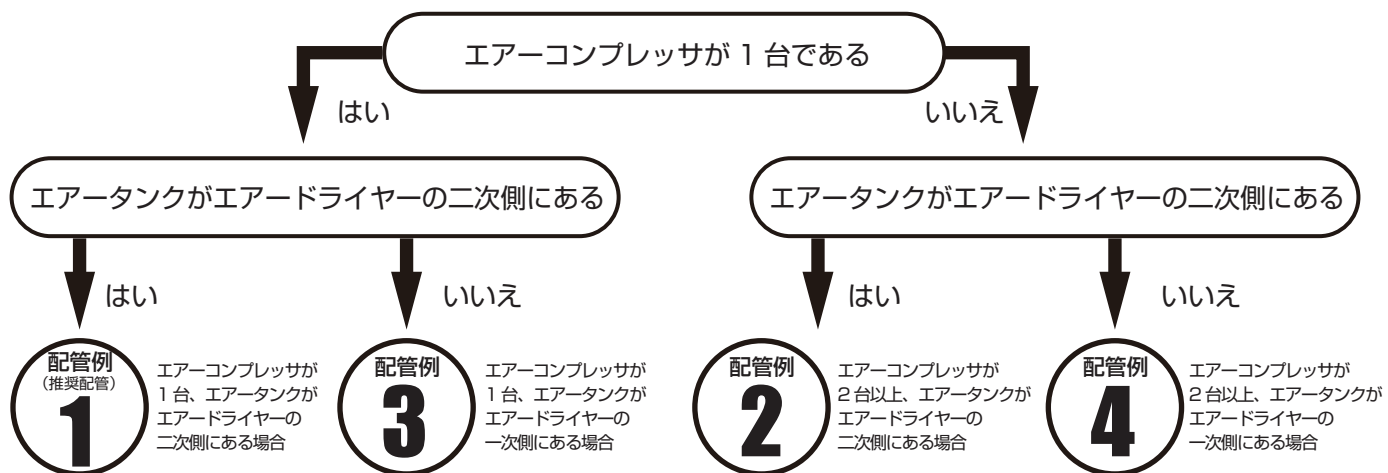 エアーコンプレッサが 1 台である
はい
いいえ
エアータンクがエアードライヤーの二次側にある
エアータンクがエアードライヤーの二次側にある
はい
いいえ
はい
いいえ
配管例
(推奨配管)
1
エアーコンプレッサが
1 台、エアータンクが
エアードライヤーの
二次側にある場合
配管例
3
エアーコンプレッサが
1 台、エアータンクが
エアードライヤーの
一次側にある場合
配管例
2
エアーコンプレッサが
2 台以上、エアータンクが
エアードライヤーの
二次側にある場合
配管例
4
エアーコンプレッサが
2 台以上、エアータンクが
エアードライヤーの
一次側にある場合